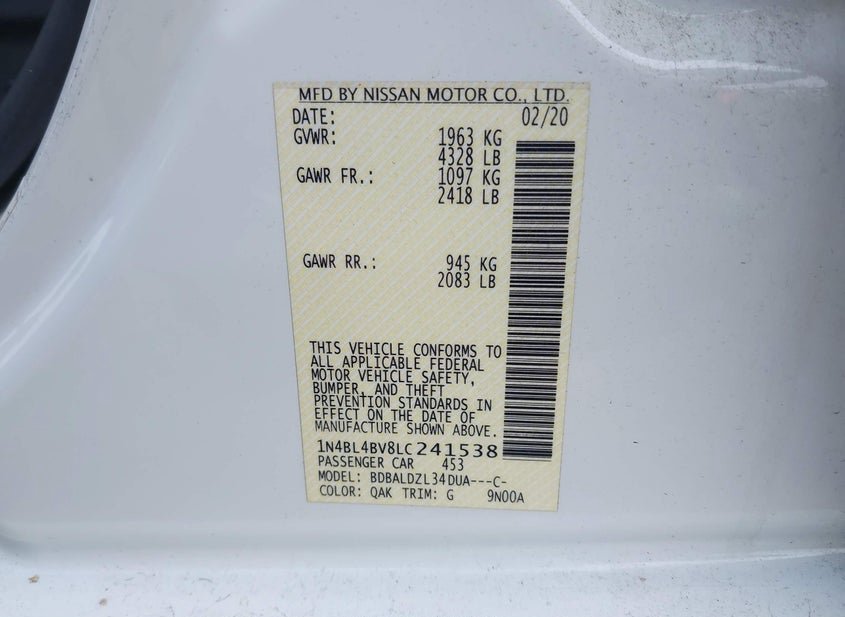 MFD BY NISSAN MOTOR CO., LTD.
DATE: 02/20
GVWR: 1963 KG
4328 LB
GAWR FR.: 1097 KG
2418 LB
GAWR RR.: 945 KG
2083 LB
THIS VEHICLE CONFORMS TO
ALL APPLICABLE FEDERAL
MOTOR VEHICLE SAFETY,
BUMPER, AND THEFT
PREVENTION STANDARDS IN
EFFECT ON THE DATE OF
MANUFACTURE SHOWN ABOVE.
1N4BL4BV8LC241538
PASSENGER CAR 453
MODEL: BDBALDZL34DUA---C-
COLOR: QAK TRIM: G 9N00A